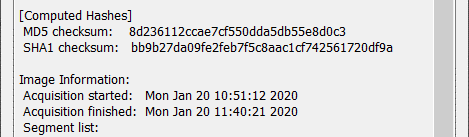 [Computed Hashes]
MD5 checksum: 8d236112ccae7cf550dda5db55e8d0c3
SHA1 checksum: bb9b27da09fe2feb7f5c8aac1cf742561720df9a
Image Information:
Acquisition started: Mon Jan 20 10:51:12 2020
Acquisition finished: Mon Jan 20 11:40:21 2020
Segment list: